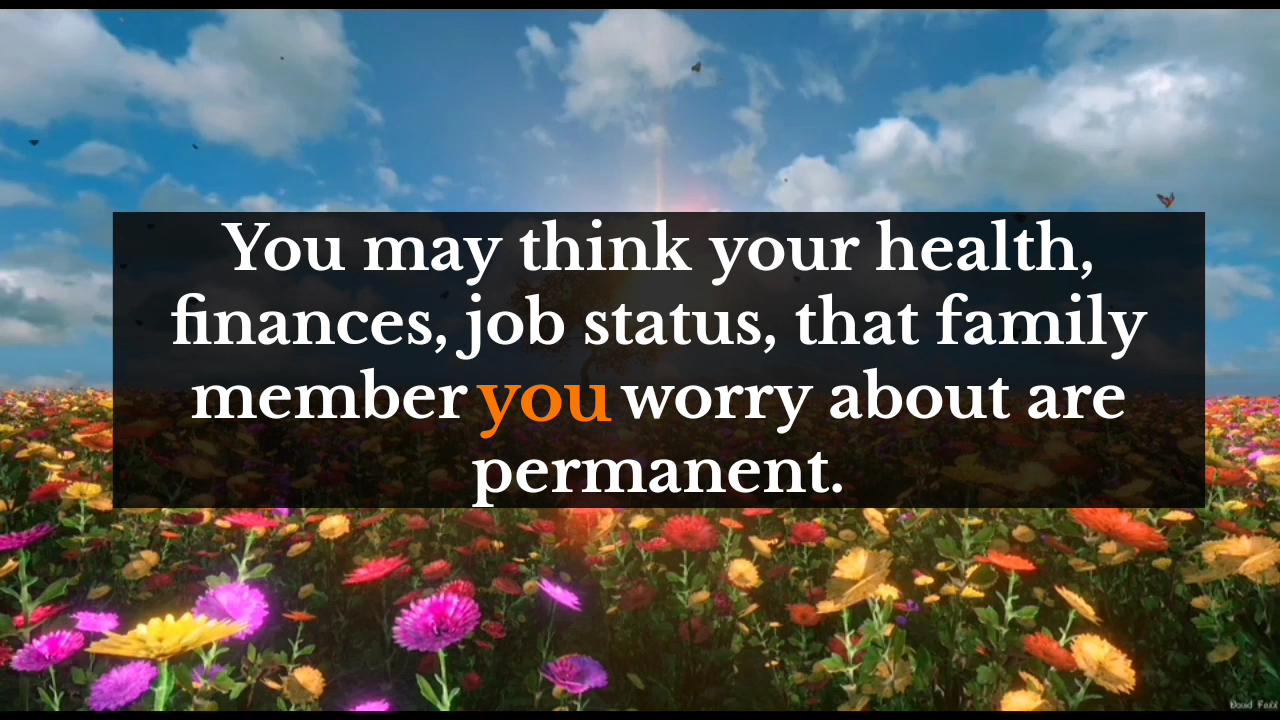 You may think your health,
finances, job status, that family
member you worry about are
permanent.